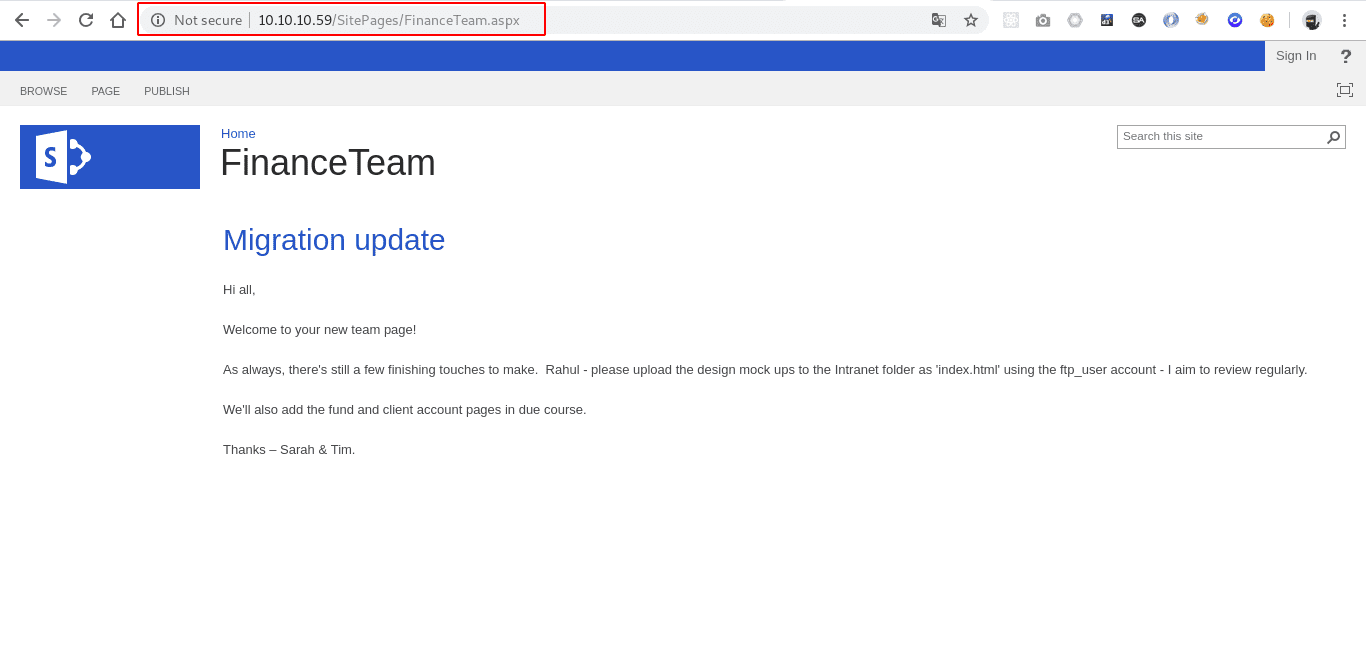 Not secure 10.10.10.59/SitePages/FinanceTeam.aspx
Sign In ?
BROWSE PAGE PUBLISH
S
Home
Search this site
FinanceTeam
Migration update
Hi all,
Welcome to your new team page!
As always, there's still a few finishing touches to make.  Rahul - please upload the design mock ups to the Intranet folder as 'index.html' using the ftp_user account - I aim to review regularly.
We'll also add the fund and client account pages in due course.
Thanks – Sarah & Tim.